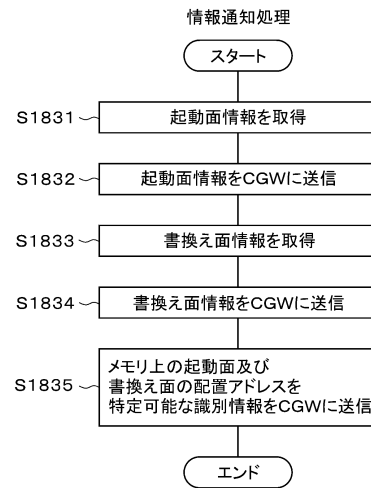 情報通知処理
スタート
S1831 起動面情報を取得
S1832 起動面情報をCGWに送信
S1833 書換え面情報を取得
S1834 書換え面情報をCGWに送信
メモリ上の起動面及び
S1835 書換え面の配置アドレスを
特定可能な識別情報をCGWに送信
エンド